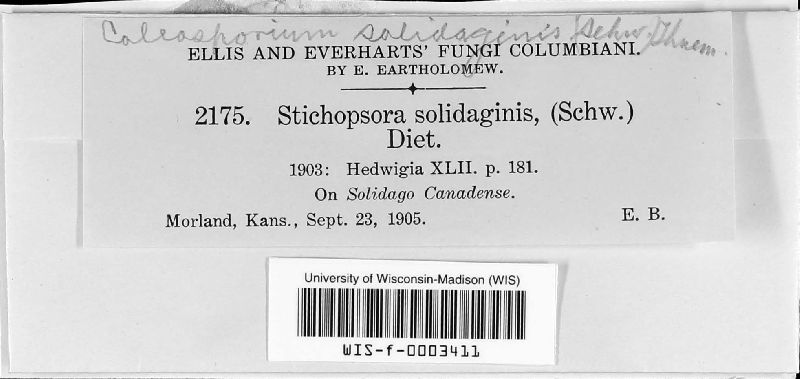 Coleosporium solidaginis (Schw.) Thuem.
ELLIS AND EVERHARTS' FUNGI COLUMBIANI.
BY E. EARTHOLOMEW.
2175. Stichopsora solidaginis, (Schw.)
Diet.
1903: Hedwigia XLII. p. 181.
On Solidago Canadense.
Morland, Kans., Sept. 23, 1905. E. B.
University of Wisconsin-Madison (WIS)
WIS-f-0003411